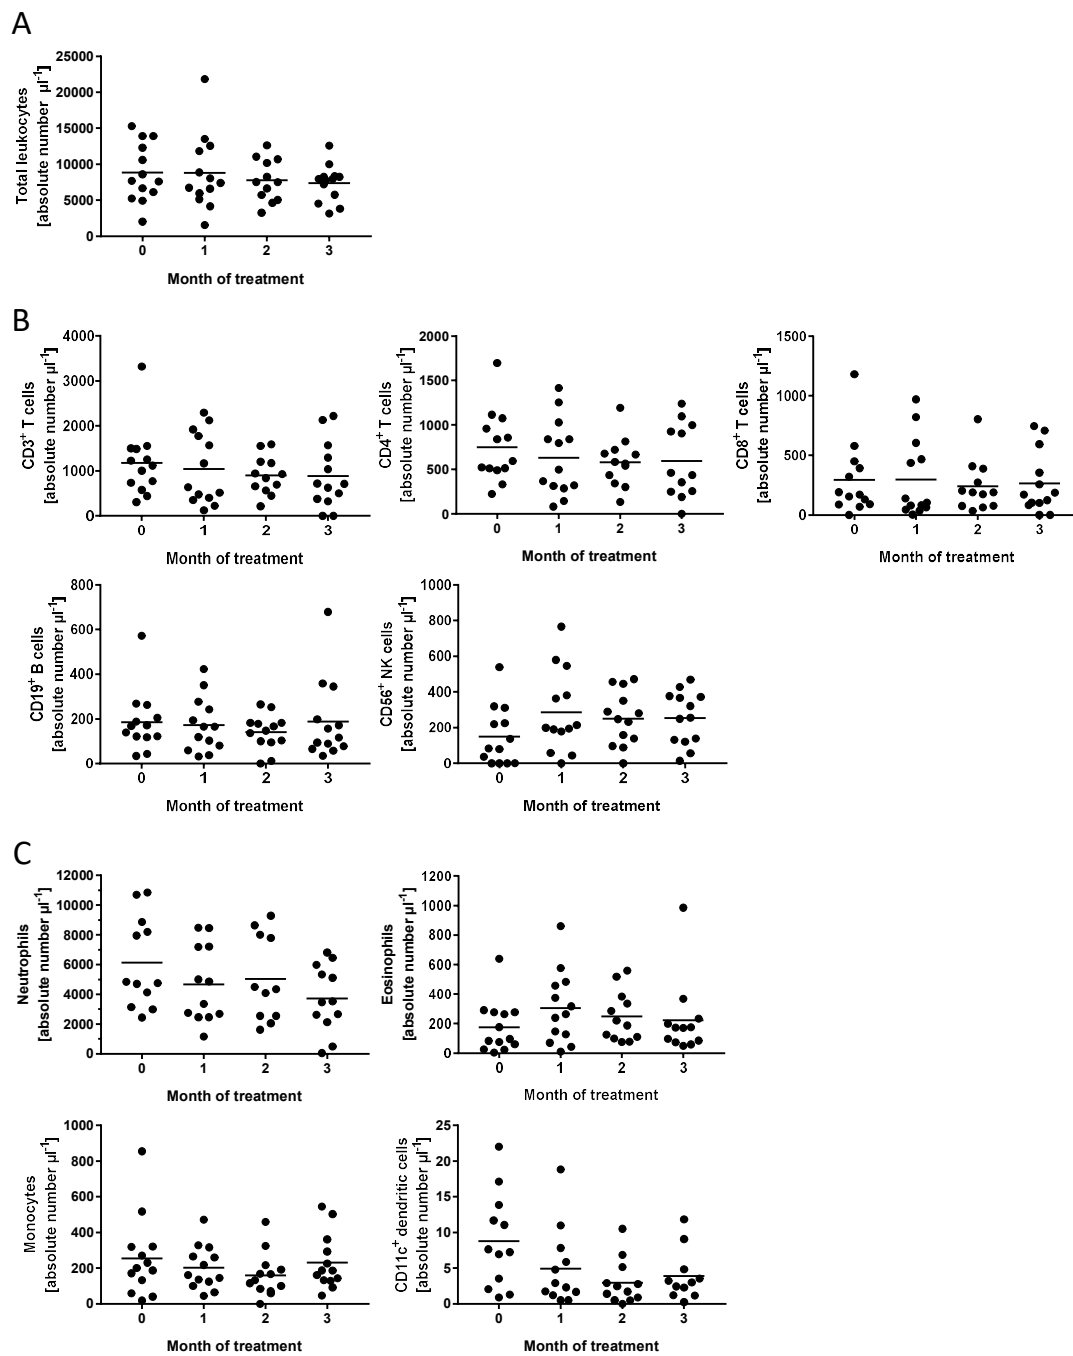 A
Total leukocytes
[absolute number µl-1]
25000
20000
15000
10000
5000
0
0 1 2 3
Month of treatment
B
CD3+ T cells
[absolute number µl-1]
4000
3000
2000
1000
0
0 1 2 3
Month of treatment
CD4+ T cells
[absolute number µl-1]
2000
1500
1000
500
0
0 1 2 3
Month of treatment
CD8+ T cells
[absolute number µl-1]
1500
1000
500
0
0 1 2 3
Month of treatment
CD19+ B cells
[absolute number µl-1]
800
600
400
200
0
0 1 2 3
Month of treatment
CD56+ NK cells
[absolute number µl-1]
1000
800
600
400
200
0
0 1 2 3
Month of treatment
C
Neutrophils
[absolute number µl-1]
12000
10000
8000
6000
4000
2000
0
0 1 2 3
Month of treatment
Eosinophils
[absolute number µl-1]
1200
1000
800
600
400
200
0
0 1 2 3
Month of treatment
Monocytes
[absolute number µl-1]
1000
800
600
400
200
0
0 1 2 3
Month of treatment
CD11c+ dendritic cells
[absolute number µl-1]
25
20
15
10
5
0
0 1 2 3
Month of treatment